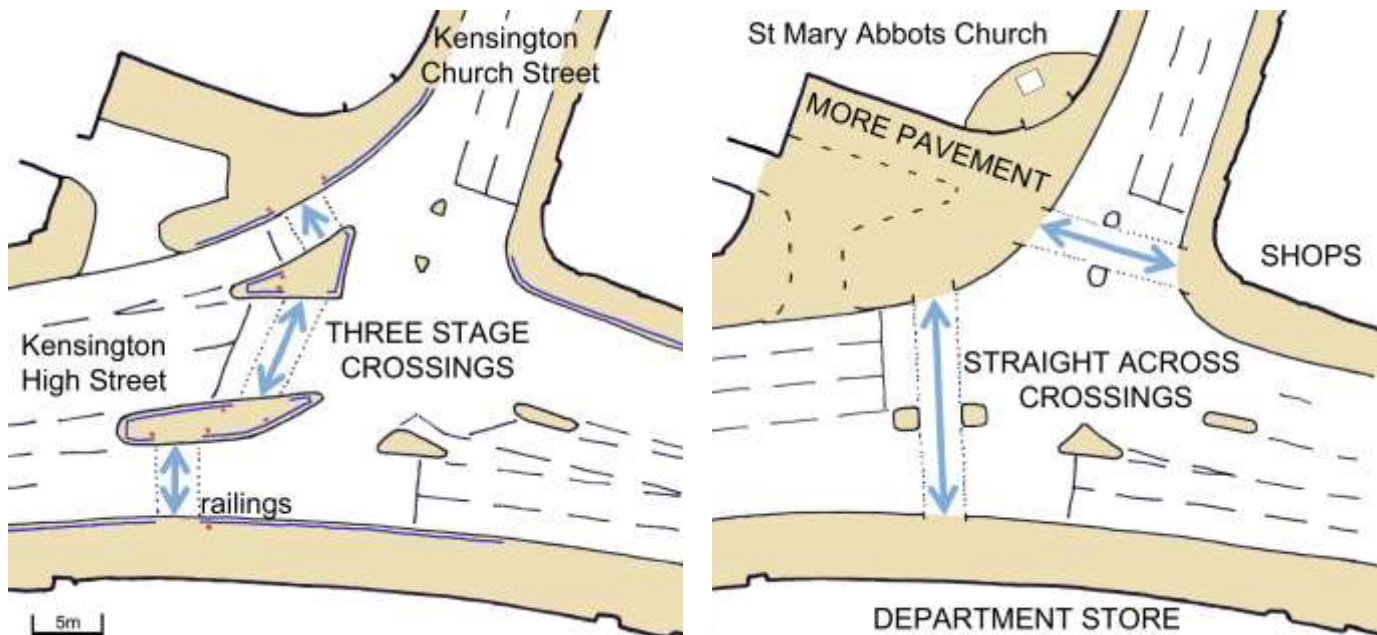 Kensington
Church Street
THREE STAGE
CROSSINGS
Kensington
High Street
railings
5m
St Mary Abbots Church
MORE PAVEMENT
SHOPS
STRAIGHT ACROSS
CROSSINGS
DEPARTMENT STORE